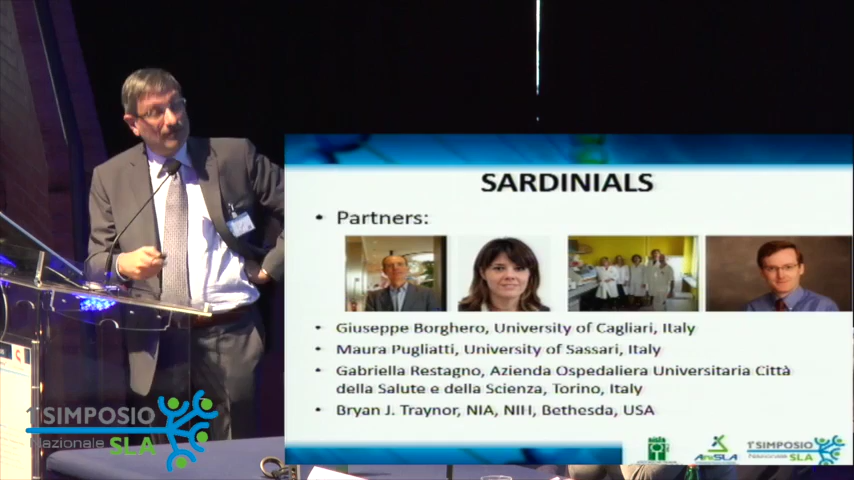 SARDINIALS
• Partners:
• Giuseppe Borghero, University of Cagliari, Italy
• Maura Pugliatti, University of Sassari, Italy
• Gabriella Restagno, Azienda Ospedaliera Universitaria Città
della Salute e della Scienza, Torino, Italy
• Bryan J. Traynor, NIA, NIH, Bethesda, USA
1°SIMPOSIO
Nazionale SLA
AriSLA
1°SIMPOSIO
Nazionale SLA